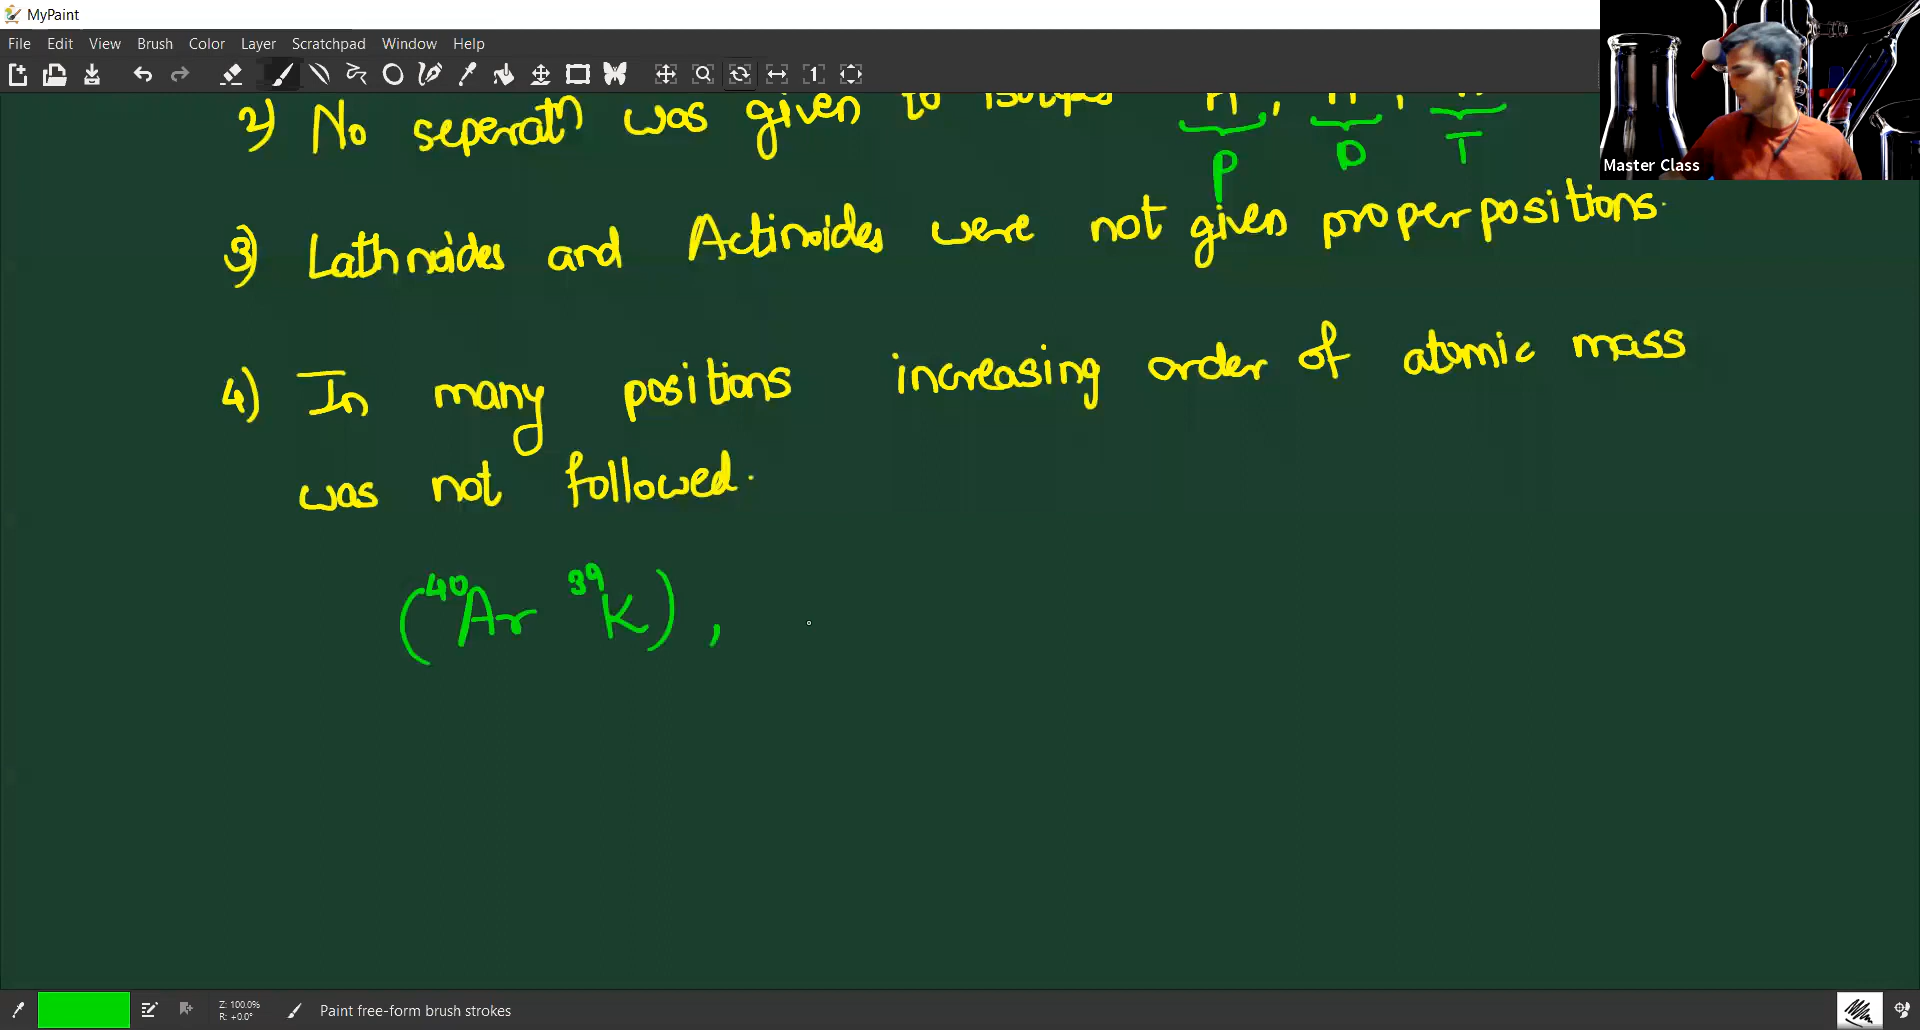 MyPaint
File Edit View Brush Color Layer Scratchpad Window Help
Master Class
2) No seperatn was given to isotopes H, H, H
P D T
3) Lathnoides and Actinoides were not given proper positions.
4) In many positions increasing order of atomic mass
was not followed.
(⁴⁰Ar ³⁹K) ,
Z: 100.0%
R: +0.0°
Paint free-form brush strokes